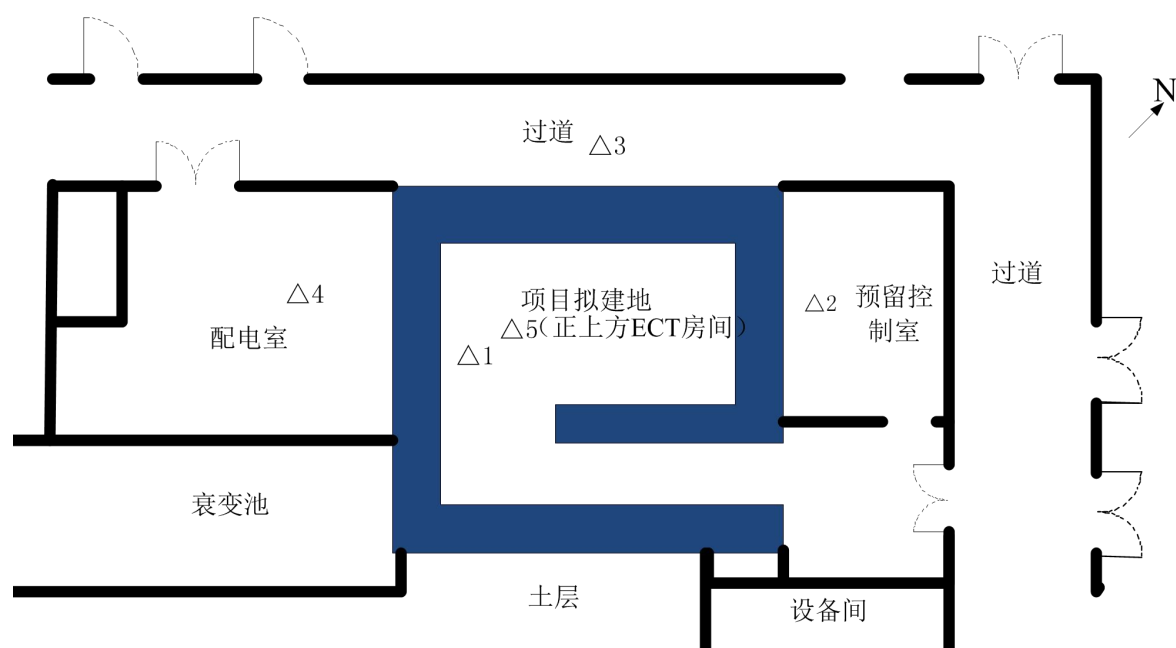 N
过道 △3
过道
△4
配电室
项目拟建地
△5（正上方ECT房间）
△1
△2 预留控
制室
衰变池
土层
设备间